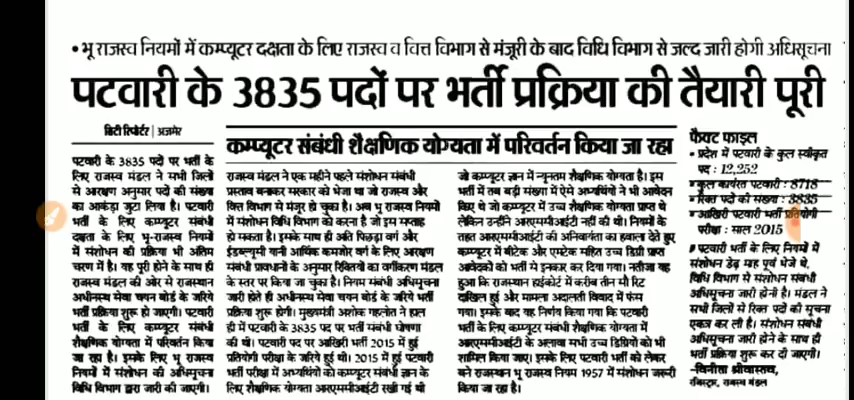 • भू राजस्व नियमों में कम्प्यूटर दक्षता के लिए राजस्व व वित्त विभाग से मंजूरी के बाद विधि विभाग से जल्द जारी होगी अधिसूचना
पटवारी के 3835 पदों पर भर्ती प्रक्रिया की तैयारी पूरी
सिटी रिपोर्टर | अजमेर
पटवारी के 3835 पदों पर भर्ती के
लिए राजस्व मंडल ने सभी जिलों
से आरक्षण अनुसार पदों की संख्या
का आंकड़ा जुटा लिया है। पटवारी
भर्ती के लिए कम्प्यूटर संबंधी
दक्षता के लिए भू-राजस्व नियमों
में संशोधन की प्रक्रिया भी अंतिम
चरण में है। यह पूरी होने के साथ ही
राजस्व मंडल की ओर से राजस्थान
अधीनस्थ सेवा चयन बोर्ड के जरिये
भर्ती प्रक्रिया शुरू हो जाएगी। पटवारी
भर्ती के लिए कम्प्यूटर संबंधी
शैक्षणिक योग्यता में परिवर्तन किया
जा रहा है। इसके लिए भू राजस्व
नियमों में संशोधन की अधिसूचना
विधि विभाग द्वारा जारी की जाएगी।
कम्प्यूटर संबंधी शैक्षणिक योग्यता में परिवर्तन किया जा रहा
राजस्व मंडल ने एक महीने पहले संशोधन संबंधी
प्रस्ताव बनाकर सरकार को भेजा था जो राजस्व और
वित्त विभाग से मंजूर हो चुका है। अब भू राजस्व नियमों
में संशोधन विधि विभाग को करना है जो इस सप्ताह
हो सकता है। इसके साथ ही अति पिछड़ा वर्ग और
ईडब्ल्यूएस यानी आर्थिक कमजोर वर्ग के लिए आरक्षण
संबंधी प्रावधानों के अनुसार रिक्तियों का वर्गीकरण मंडल
के स्तर पर किया जा चुका है। नियम संबंधी अधिसूचना
जारी होते ही अधीनस्थ सेवा चयन बोर्ड के जरिये भर्ती
प्रक्रिया शुरू होगी। मुख्यमंत्री अशोक गहलोत ने हाल
ही में पटवारी के 3835 पद पर भर्ती संबंधी घोषणा
की थी। पटवारी पद पर आखिरी भर्ती 2015 में हुई
प्रतियोगी परीक्षा के जरिये हुई थी। 2015 में हुई पटवारी
भर्ती परीक्षा में अभ्यर्थियों को कम्प्यूटर संबंधी ज्ञान के
लिए शैक्षणिक योग्यता आरएससीआईटी रखी गई थी
जो कम्प्यूटर ज्ञान में न्यूनतम शैक्षणिक योग्यता है। इस
भर्ती में तब बड़ी संख्या में ऐसे अभ्यर्थियों ने भी आवेदन
किए थे जो कम्प्यूटर में उच्च शैक्षणिक योग्यता प्राप्त थे
लेकिन उन्होंने आरएससीआईटी नहीं की थी। नियमों के
तहत आरएससीआईटी की अनिवार्यता का हवाला देते हुए
कम्प्यूटर में बीटेक और एमटेक सहित उच्च डिग्री प्राप्त
आवेदकों को भर्ती से इनकार कर दिया गया। नतीजा यह
हुआ कि राजस्थान हाईकोर्ट में करीब तीन सौ रिट
दाखिल हुई और मामला अदालती विवाद में फंस
गया। इसके बाद यह निर्णय किया गया कि पटवारी
भर्ती के लिए कम्प्यूटर संबंधी शैक्षणिक योग्यता में
आरएससीआईटी के अलावा सभी उच्च डिग्रियों को भी
शामिल किया जाए। इसके लिए पटवारी भर्ती को लेकर
बने राजस्थान भू राजस्व नियम 1957 में संशोधन जरूरी
किया जा रहा है।
फैक्ट फाइल
• प्रदेश में पटवारी के कुल स्वीकृत
पद : 12,252
• कुल कार्यरत पटवारी : 8718
• रिक्त पदों की संख्या : 3835
• आखिरी पटवारी भर्ती प्रतियोगी
परीक्षा : साल 2015
पटवारी भर्ती के लिए नियमों में
संशोधन डेढ़ माह पूर्व भेजे थे,
विधि विभाग से संशोधन संबंधी
अधिसूचना जारी होनी है। मंडल ने
सभी जिलों से रिक्त पदों की सूचना
एकत्र कर ली है। संशोधन संबंधी
अधिसूचना जारी होने के साथ ही
भर्ती प्रक्रिया शुरू कर दी जाएगी।
-विनीता श्रीवास्तव,
रजिस्ट्रार, राजस्व मंडल